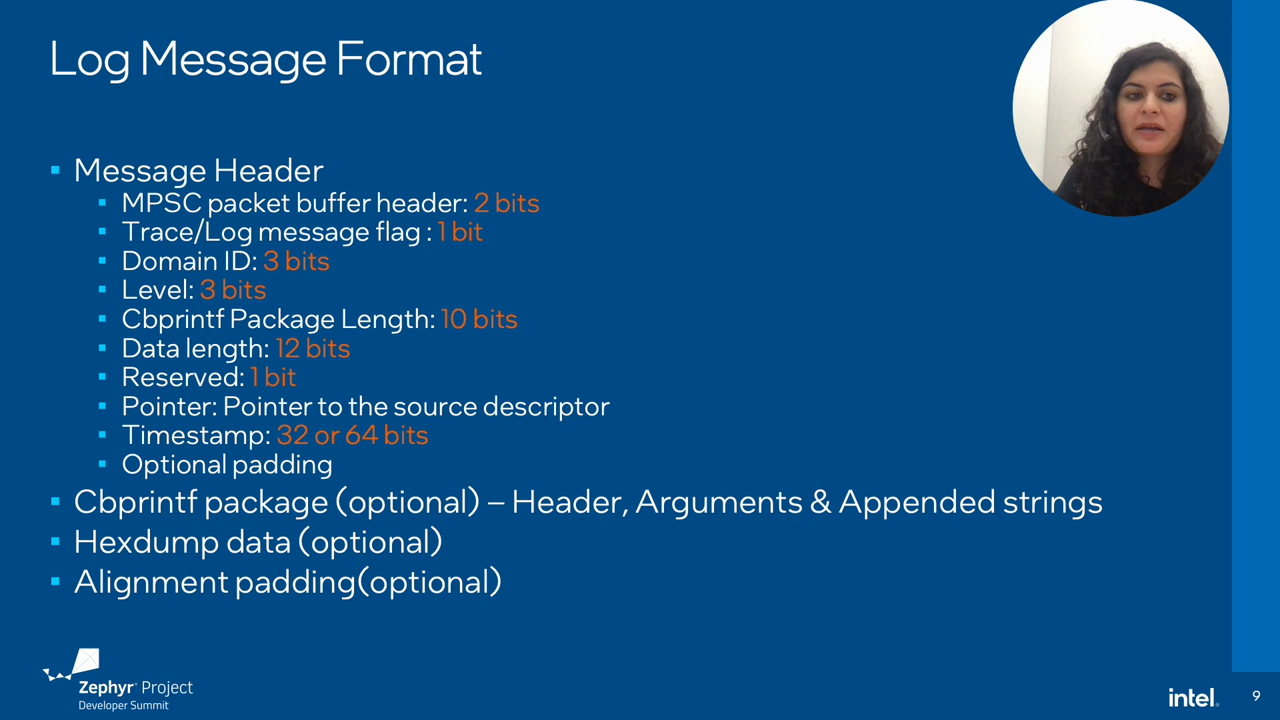 Log Message Format
Message Header
MPSC packet buffer header: 2 bits
Trace/Log message flag : 1 bit
Domain ID: 3 bits
Level: 3 bits
Cbprintf Package Length: 10 bits
Data length: 12 bits
Reserved: 1 bit
Pointer: Pointer to the source descriptor
Timestamp: 32 or 64 bits
Optional padding
Cbprintf package (optional) – Header, Arguments & Appended strings
Hexdump data (optional)
Alignment padding(optional)
Zephyr Project
Developer Summit
intel.
9